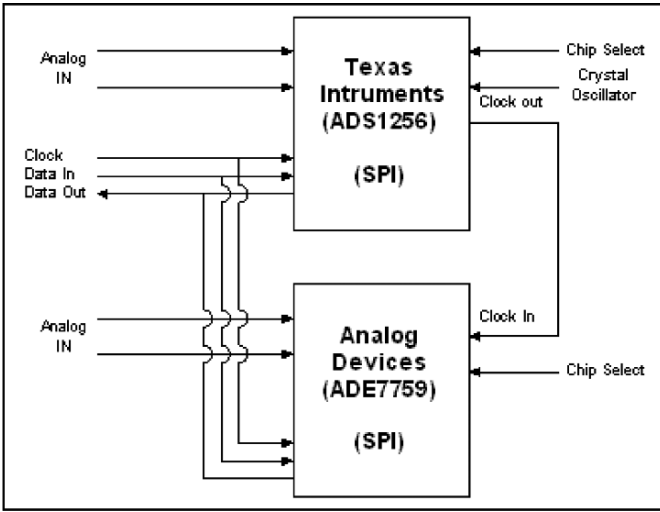 Analog
IN
Texas
Intruments
(ADS1256)
(SPI)
Chip Select
Crystal
Oscillator
Clock out
Clock
Data In
Data Out
Analog
IN
Analog
Devices
(ADE7759)
(SPI)
Clock In
Chip Select